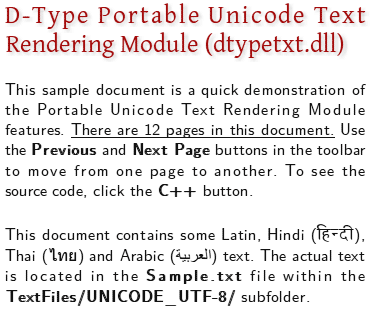 D-Type Portable Unicode Text
Rendering Module (dtypetxt.dll)
This sample document is a quick demonstration of
the Portable Unicode Text Rendering Module
features. There are 12 pages in this document. Use
the Previous and Next Page buttons in the toolbar
to move from one page to another. To see the
source code, click the C++ button.
This document contains some Latin, Hindi (हिन्दी),
Thai (ไทย) and Arabic (العربية) text. The actual text
is located in the Sample.txt file within the
TextFiles/UNICODE_UTF-8/ subfolder.